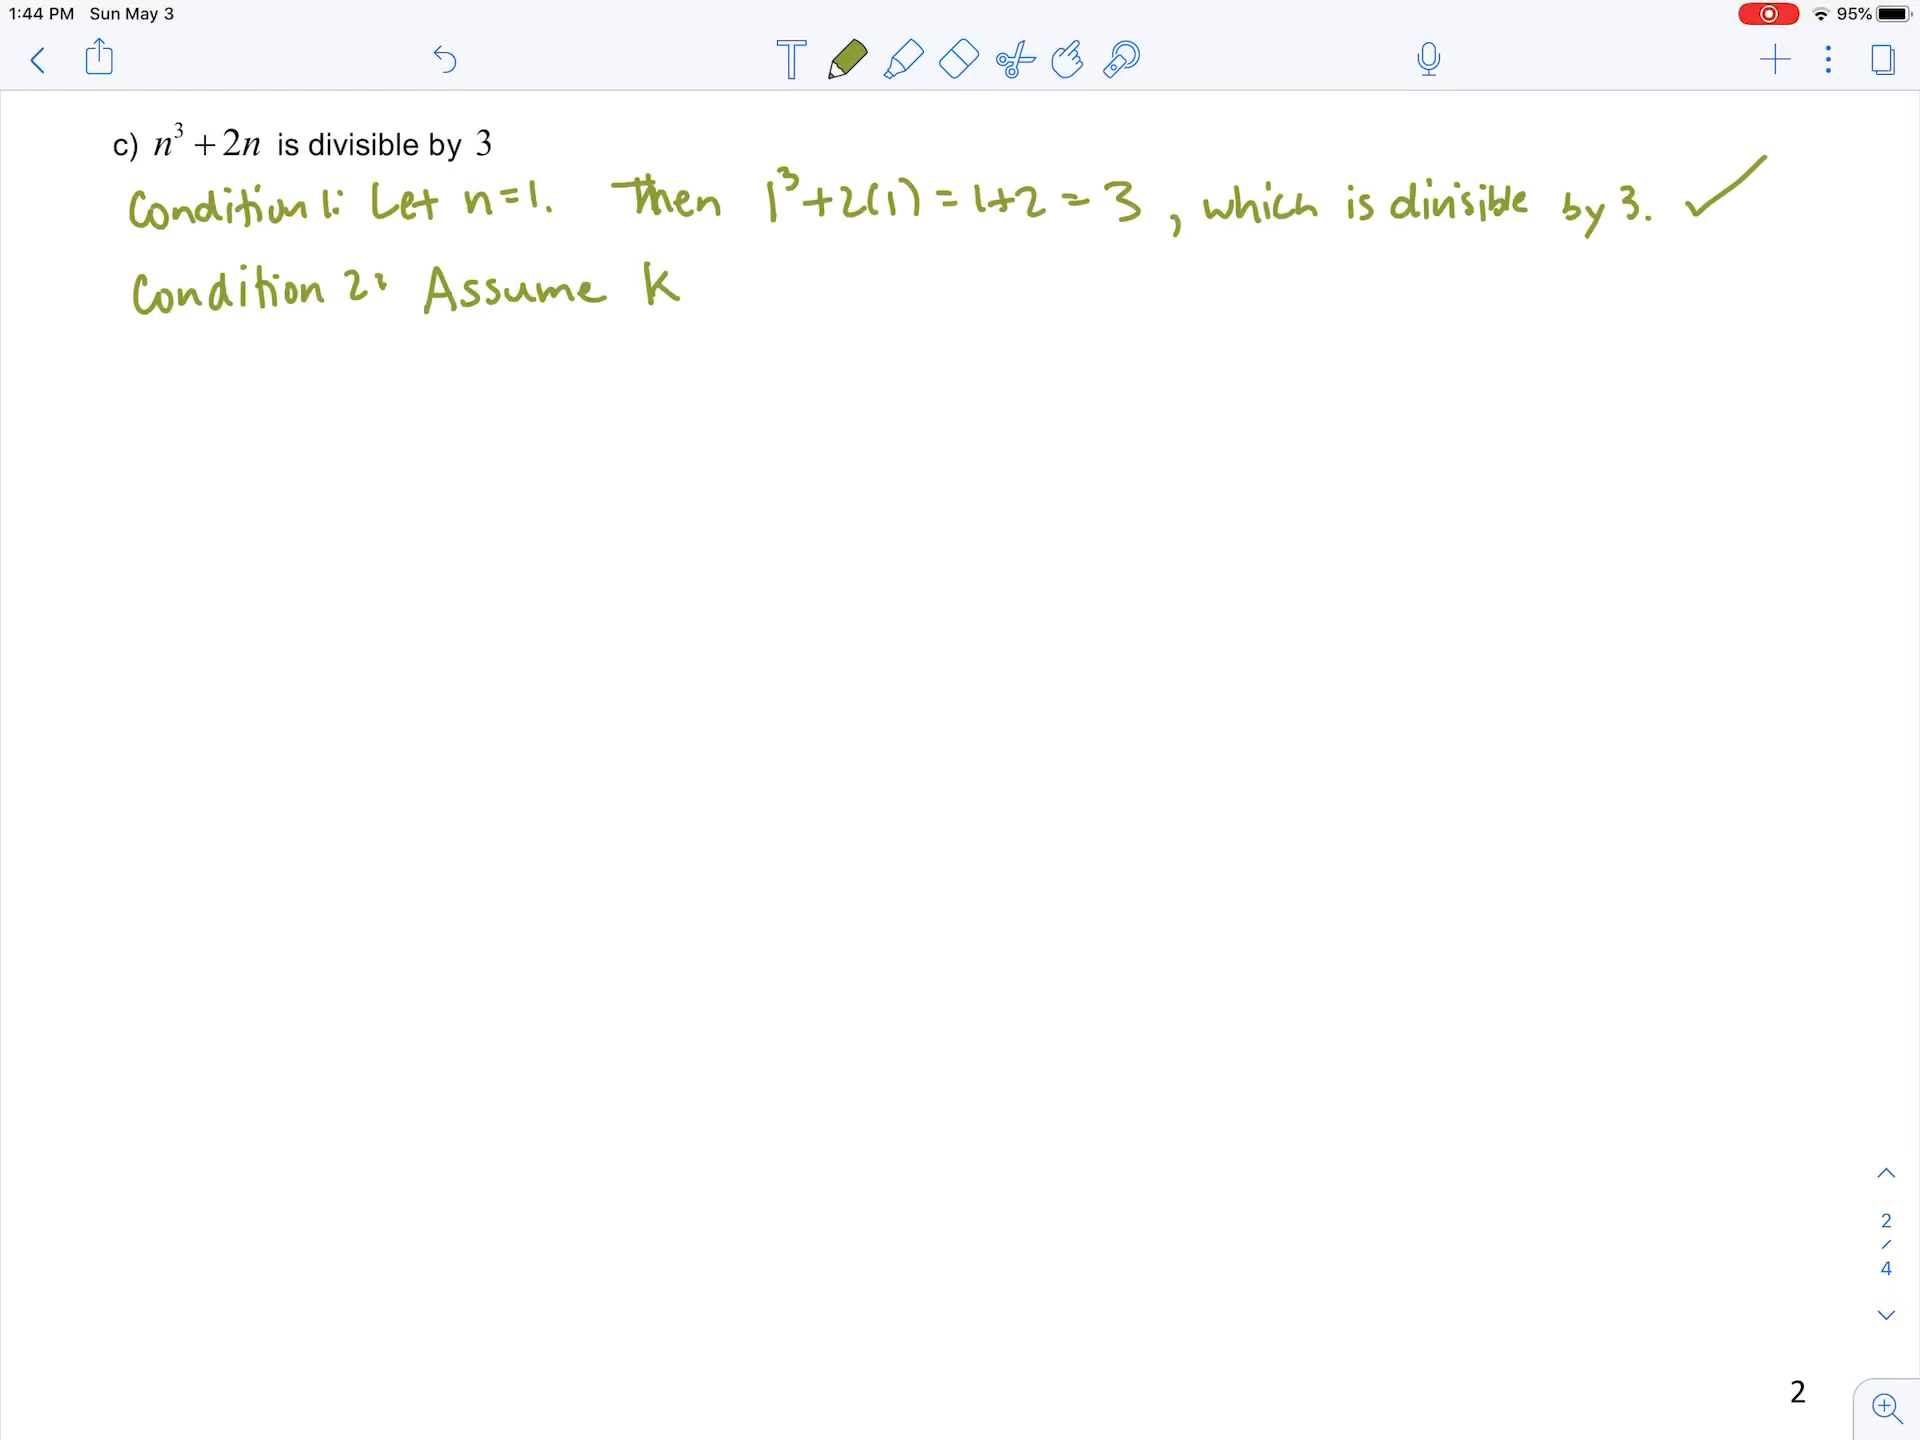 1:44 PM Sun May 3
95%
c) n³ + 2n is divisible by 3
Condition 1: Let n=1. Then 1³+2(1) = 1+2 = 3, which is divisible by 3. ✓
Condition 2: Assume k
2
/
4
2